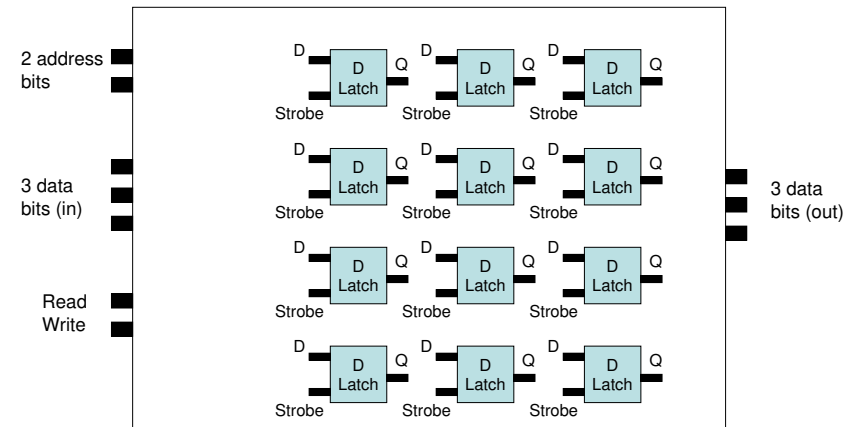 2 address
bits
3 data
bits (in)
Read
Write
D D D
D Latch Q D Latch Q D Latch Q
Strobe Strobe Strobe
D D D
D Latch Q D Latch Q D Latch Q
Strobe Strobe Strobe
D D D
D Latch Q D Latch Q D Latch Q
Strobe Strobe Strobe
D D D
D Latch Q D Latch Q D Latch Q
Strobe Strobe Strobe
3 data
bits (out)